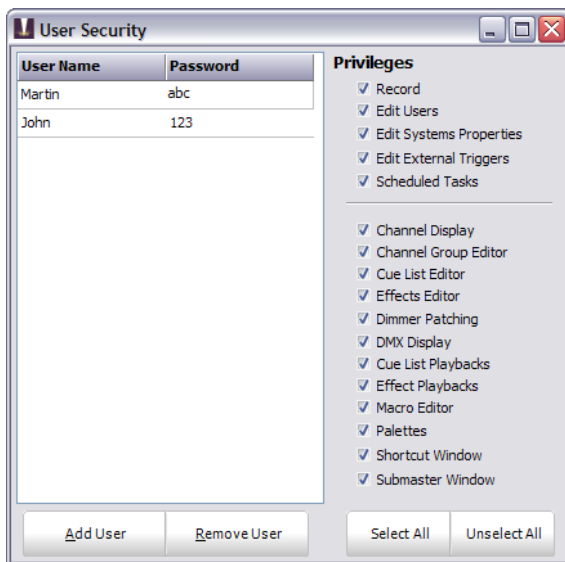 User Security
User Name Password
Martin abc
John 123
Privileges
Record
Edit Users
Edit Systems Properties
Edit External Triggers
Scheduled Tasks
Channel Display
Channel Group Editor
Cue List Editor
Effects Editor
Dimmer Patching
DMX Display
Cue List Playbacks
Effect Playbacks
Macro Editor
Palettes
Shortcut Window
Submaster Window
Add User Remove User Select All Unselect All